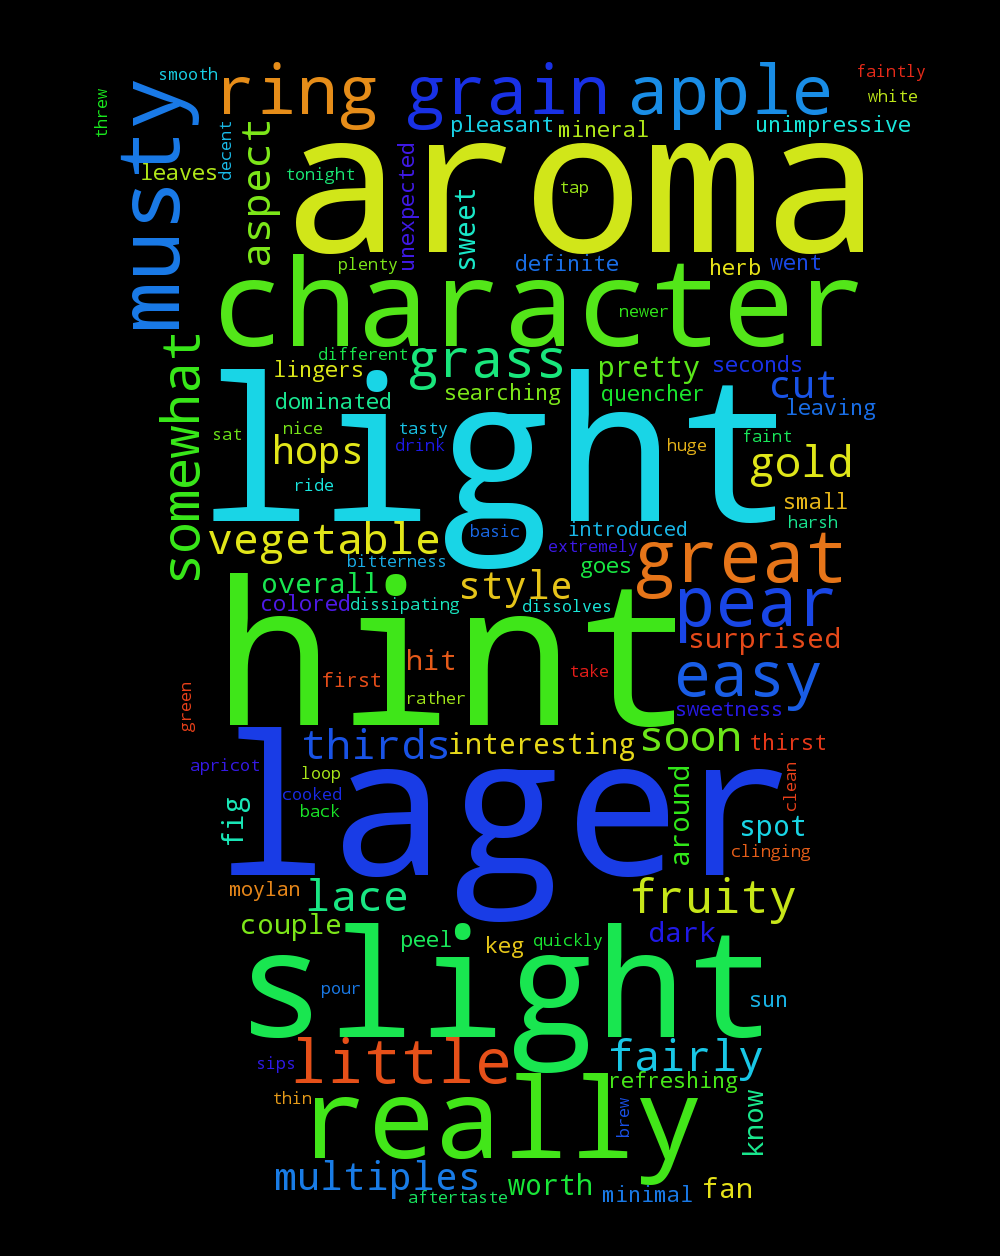 smooth
ring
grain
apple
faintly
white
threw
musty
decent
aspect
pleasant
mineral
unimpressive
leaves
tonight
unexpected
sweet
aroma
tap
plenty
definite
herb
went
character
newer
somewhat
different
grass
lingers
pretty
seconds
searching
quencher
cut
dominated
leaving
light
sat
nice
tasty
drink
hops
huge
faint
gold
ride
small
harsh
vegetable
basic
introduced
extremely
great
bitterness
goes
overall
style
pear
colored
dissipating
dissolves
hint
surprised
hit
first
take
easy
rather
green
sweetness
thirds
interesting
soon
thirst
apricot
loop
cooked
back
lager
fig
around
clean
spot
clinging
moylan
lace
fruity
couple
peel
keg
quickly
dark
slight
pour
sun
sips
little
fairly
refreshing
thin
really
brew
know
multiples
aftertaste
worth
minimal
fan